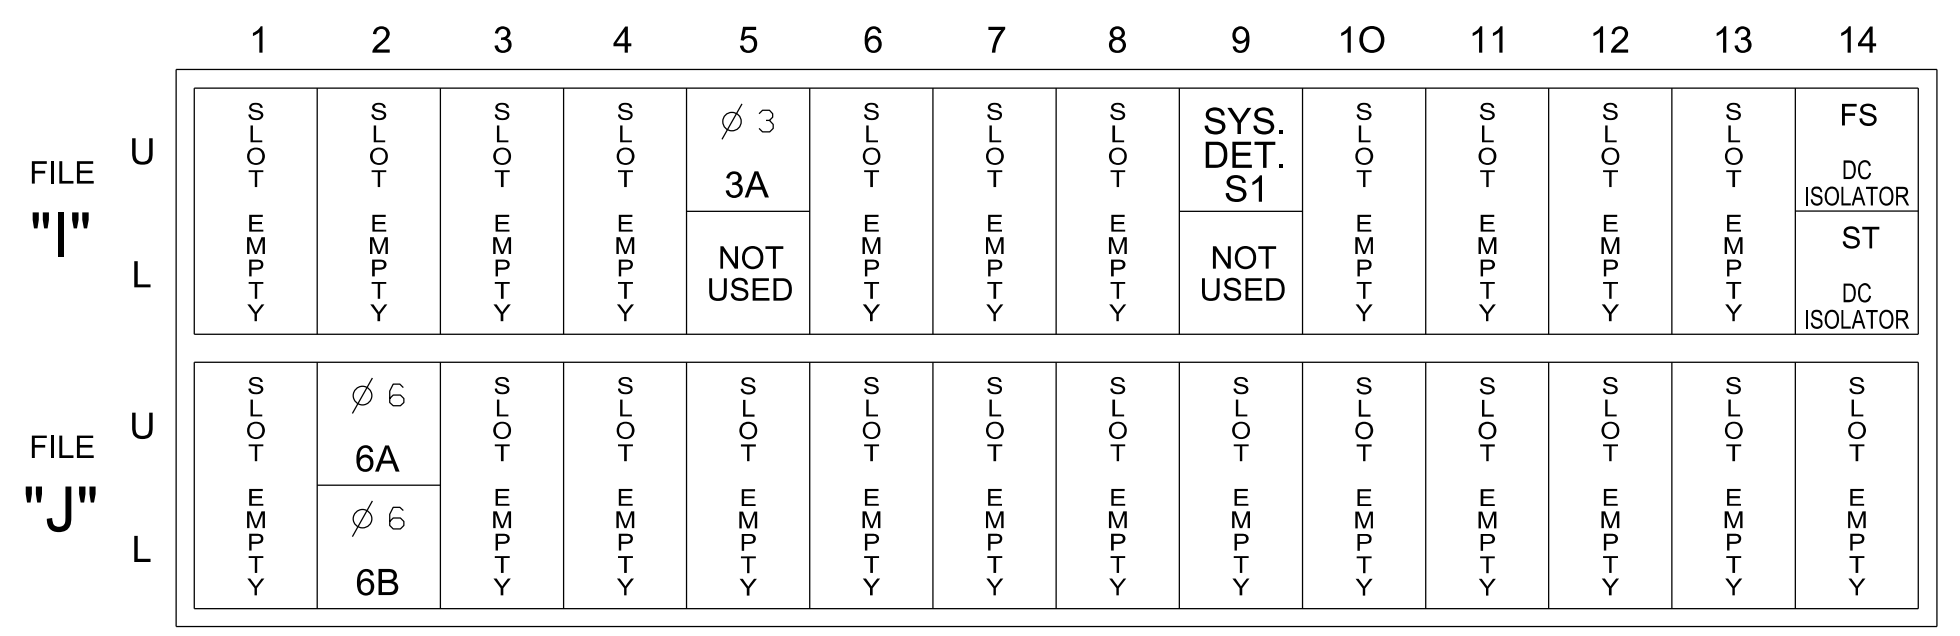 1 2 3 4 5 6 7 8 9 10 11 12 13 14
FILE "I"
U
L
SLOT EMPTY
SLOT EMPTY
SLOT EMPTY
SLOT EMPTY
Ø 3
3A
NOT
USED
SLOT EMPTY
SLOT EMPTY
SLOT EMPTY
SYS.
DET.
S1
NOT
USED
SLOT EMPTY
SLOT EMPTY
SLOT EMPTY
SLOT EMPTY
FS
DC
ISOLATOR
ST
DC
ISOLATOR
FILE "J"
U
L
SLOT EMPTY
Ø 6
6A
Ø 6
6B
SLOT EMPTY
SLOT EMPTY
SLOT EMPTY
SLOT EMPTY
SLOT EMPTY
SLOT EMPTY
SLOT EMPTY
SLOT EMPTY
SLOT EMPTY
SLOT EMPTY
SLOT EMPTY
SLOT EMPTY